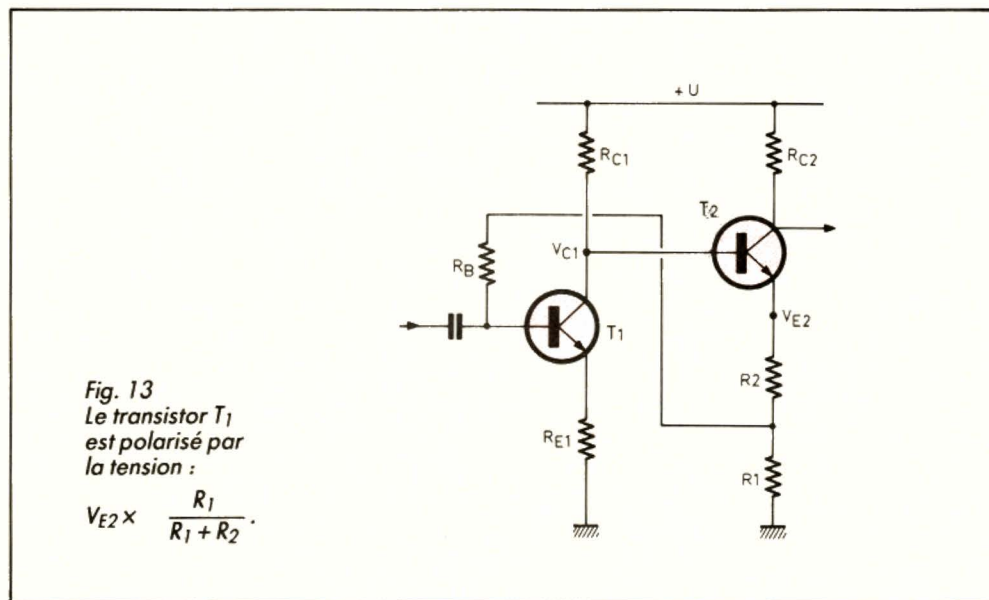 + U
RC1
RC2
T2
VC1
RB
T1
VE2
R2
RE1
R1
Fig. 13
Le transistor T1
est polarisé par
la tension :
VE2 × R1 / R1 + R2 .